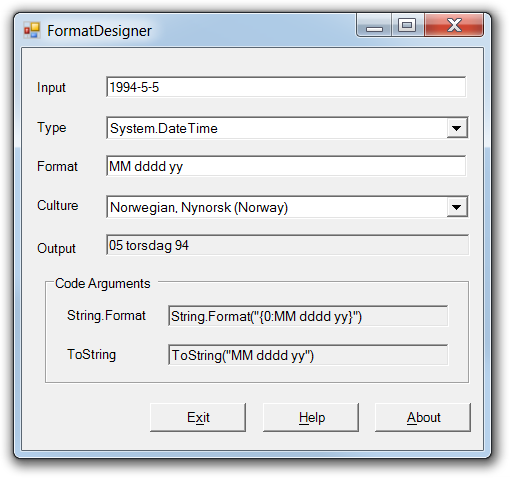 FormatDesigner
Input 1994-5-5
Type System.DateTime
Format MM dddd yy
Culture Norwegian, Nynorsk (Norway)
Output 05 torsdag 94
Code Arguments
String.Format String.Format("{0:MM dddd yy}")
ToString ToString("MM dddd yy")
Exit Help About